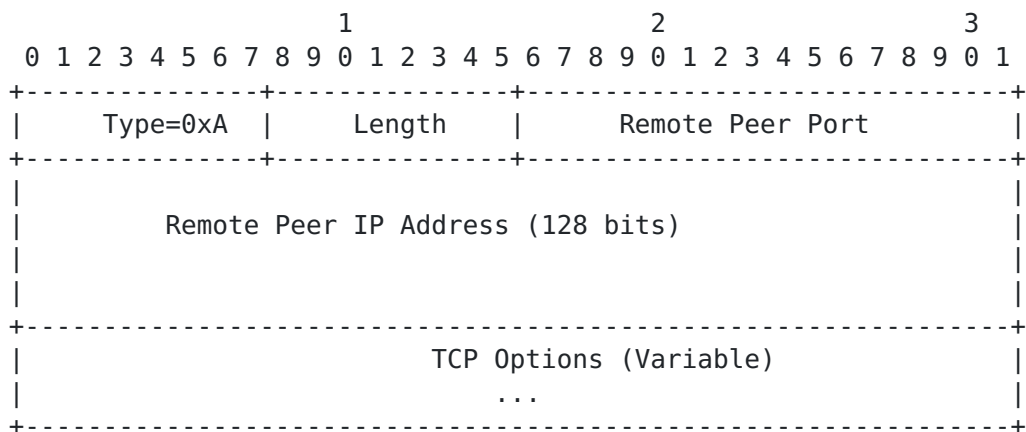 1                   2                   3
 0 1 2 3 4 5 6 7 8 9 0 1 2 3 4 5 6 7 8 9 0 1 2 3 4 5 6 7 8 9 0 1
+---------------+---------------+-------------------------------+
|     Type=0xA  |     Length    |      Remote Peer Port         |
+---------------+---------------+-------------------------------+
|                                                               |
|         Remote Peer IP Address (128 bits)                     |
|                                                               |
|                                                               |
+---------------------------------------------------------------+
|                          TCP Options (Variable)               |
|                              ...                              |
+---------------------------------------------------------------+